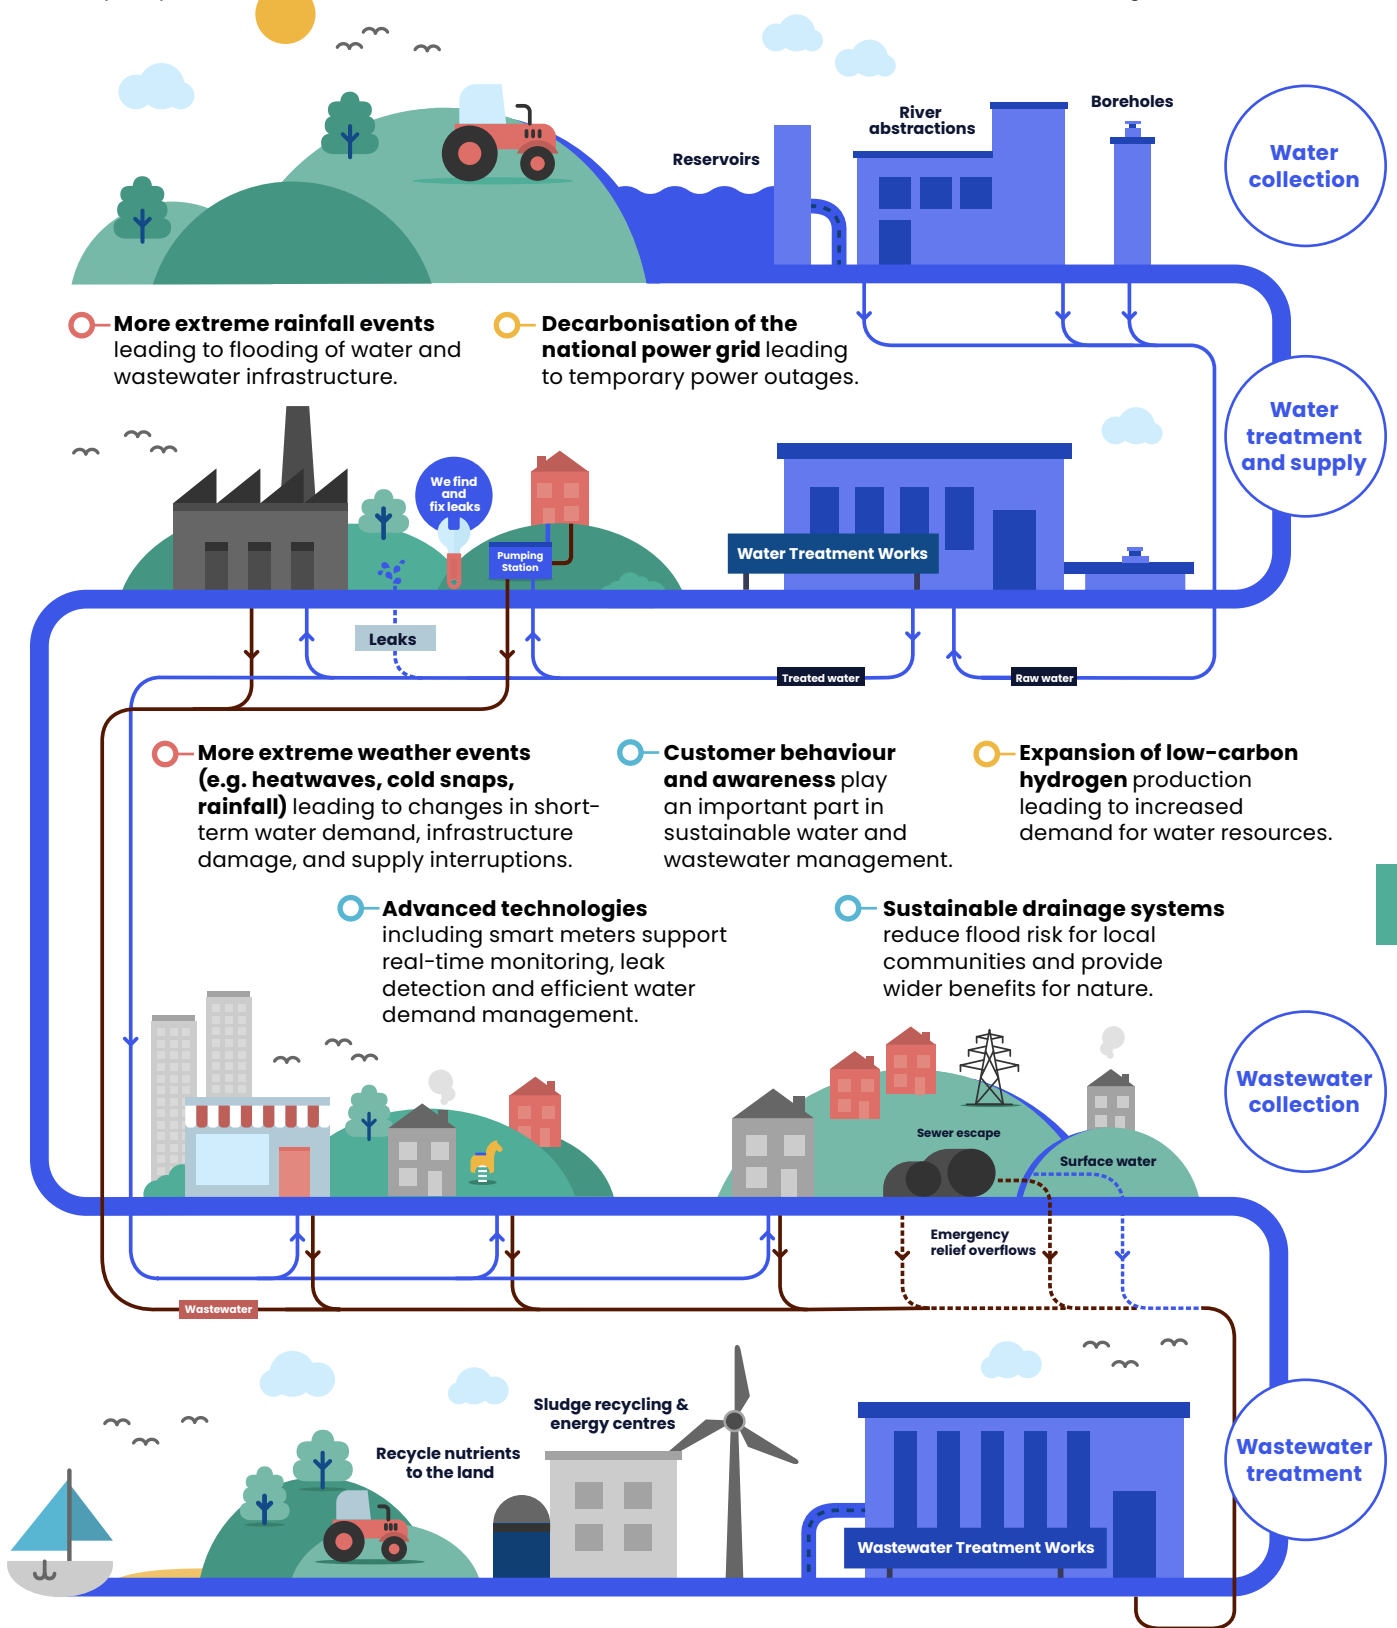 Boreholes
River
abstractions
Reservoirs
Water
collection
More extreme rainfall events
leading to flooding of water and
wastewater infrastructure.
Decarbonisation of the
national power grid leading
to temporary power outages.
Water
treatment
and supply
We find
and
fix leaks
Pumping
Station
Water Treatment Works
Leaks
Treated water
Raw water
More extreme weather events
(e.g. heatwaves, cold snaps,
rainfall) leading to changes in short-
term water demand, infrastructure
damage, and supply interruptions.
Customer behaviour
and awareness play
an important part in
sustainable water and
wastewater management.
Expansion of low-carbon
hydrogen production
leading to increased
demand for water resources.
Advanced technologies
including smart meters support
real-time monitoring, leak
detection and efficient water
demand management.
Sustainable drainage systems
reduce flood risk for local
communities and provide
wider benefits for nature.
Wastewater
collection
Sewer escape
Surface water
Emergency
relief overflows
Wastewater
Sludge recycling &
energy centres
Recycle nutrients
to the land
Wastewater
treatment
Wastewater Treatment Works